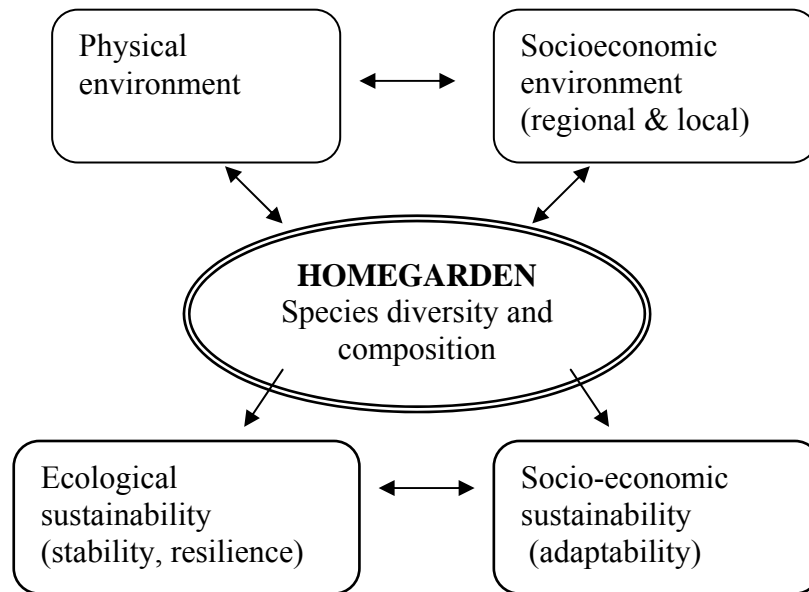 Physical
environment
Socioeconomic
environment
(regional & local)
HOMEGARDEN
Species diversity and
composition
Ecological
sustainability
(stability, resilience)
Socio-economic
sustainability
(adaptability)